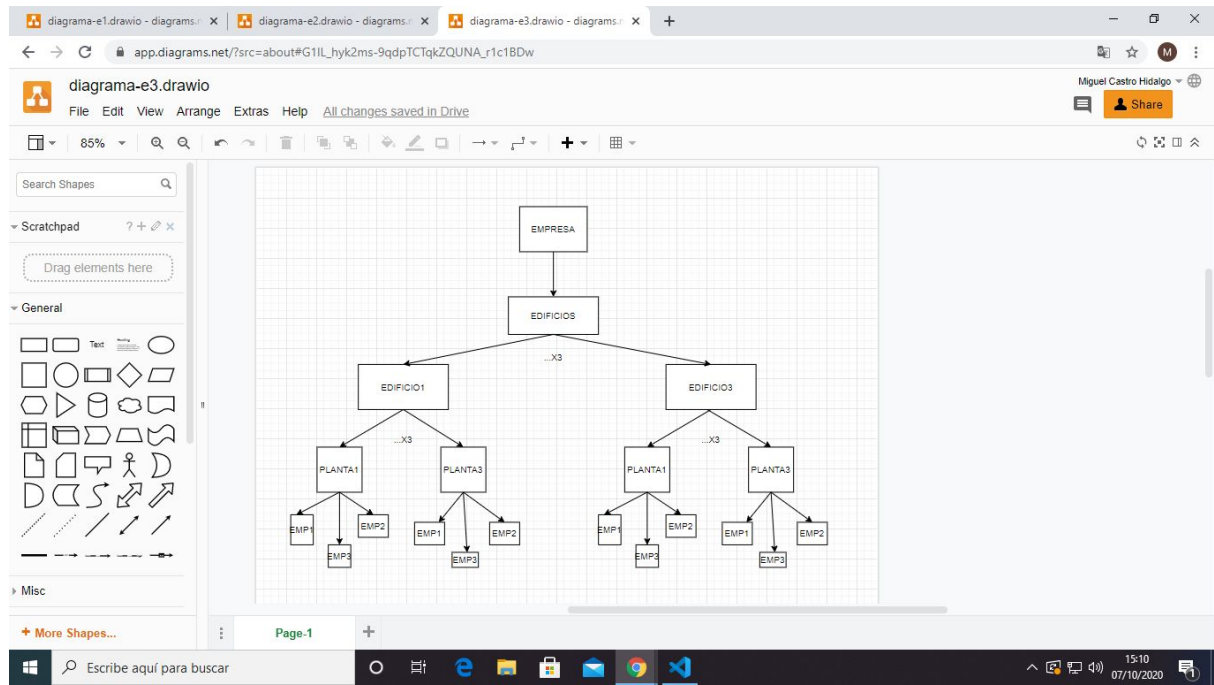 diagrama-e1.drawio - diagrams.n
diagrama-e2.drawio - diagrams.n
diagrama-e3.drawio - diagrams.n
app.diagrams.net/?src=about#G1IL_hyk2ms-9qdpTCTqkZQUNA_r1c1BDw
M
diagrama-e3.drawio
Miguel Castro Hidalgo
File Edit View Arrange Extras Help All changes saved in Drive
Share
85%
Search Shapes
Scratchpad
Drag elements here
General
Text
Heading
EMPRESA
EDIFICIOS
...X3
EDIFICIO1
EDIFICIO3
...X3
...X3
PLANTA1
PLANTA3
PLANTA1
PLANTA3
EMP1
EMP2
EMP3
EMP1
EMP2
EMP3
EMP1
EMP2
EMP3
EMP1
EMP2
EMP3
Misc
+ More Shapes...
Page-1
Escribe aquí para buscar
15:10
07/10/2020
1